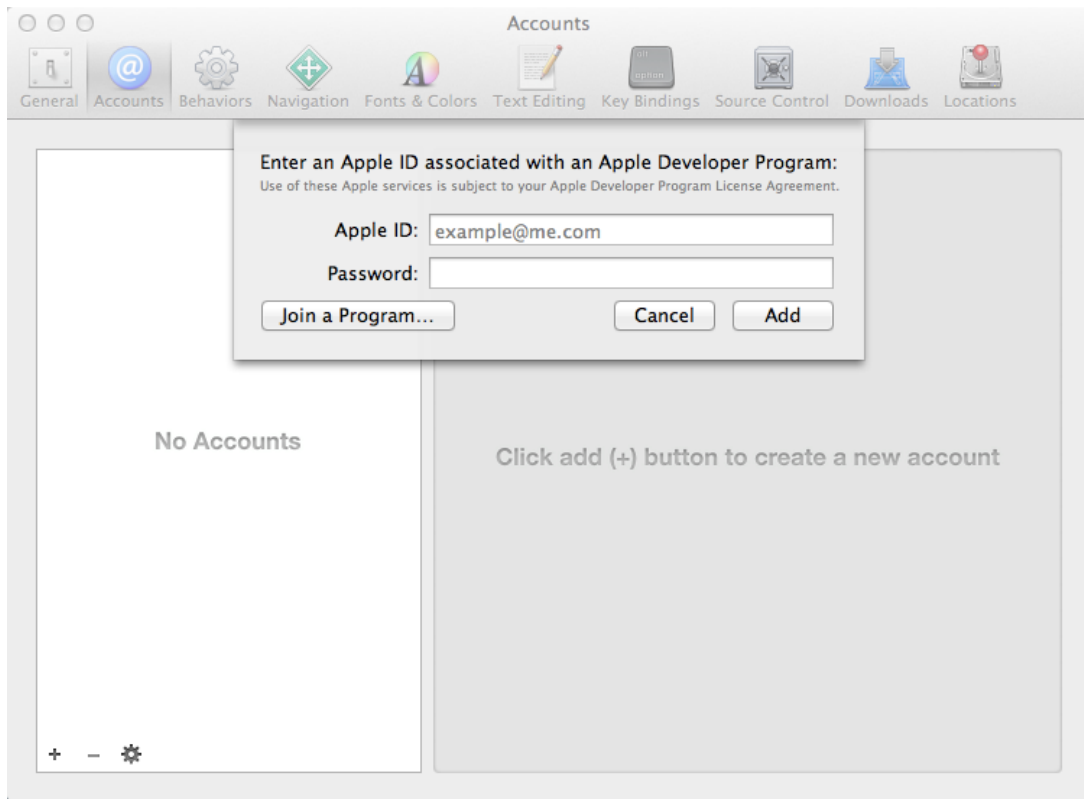 Accounts
General Accounts Behaviors Navigation Fonts & Colors Text Editing Key Bindings Source Control Downloads Locations
Enter an Apple ID associated with an Apple Developer Program:
Use of these Apple services is subject to your Apple Developer Program License Agreement.
Apple ID: example@me.com
Password:
Join a Program... Cancel Add
No Accounts
Click add (+) button to create a new account